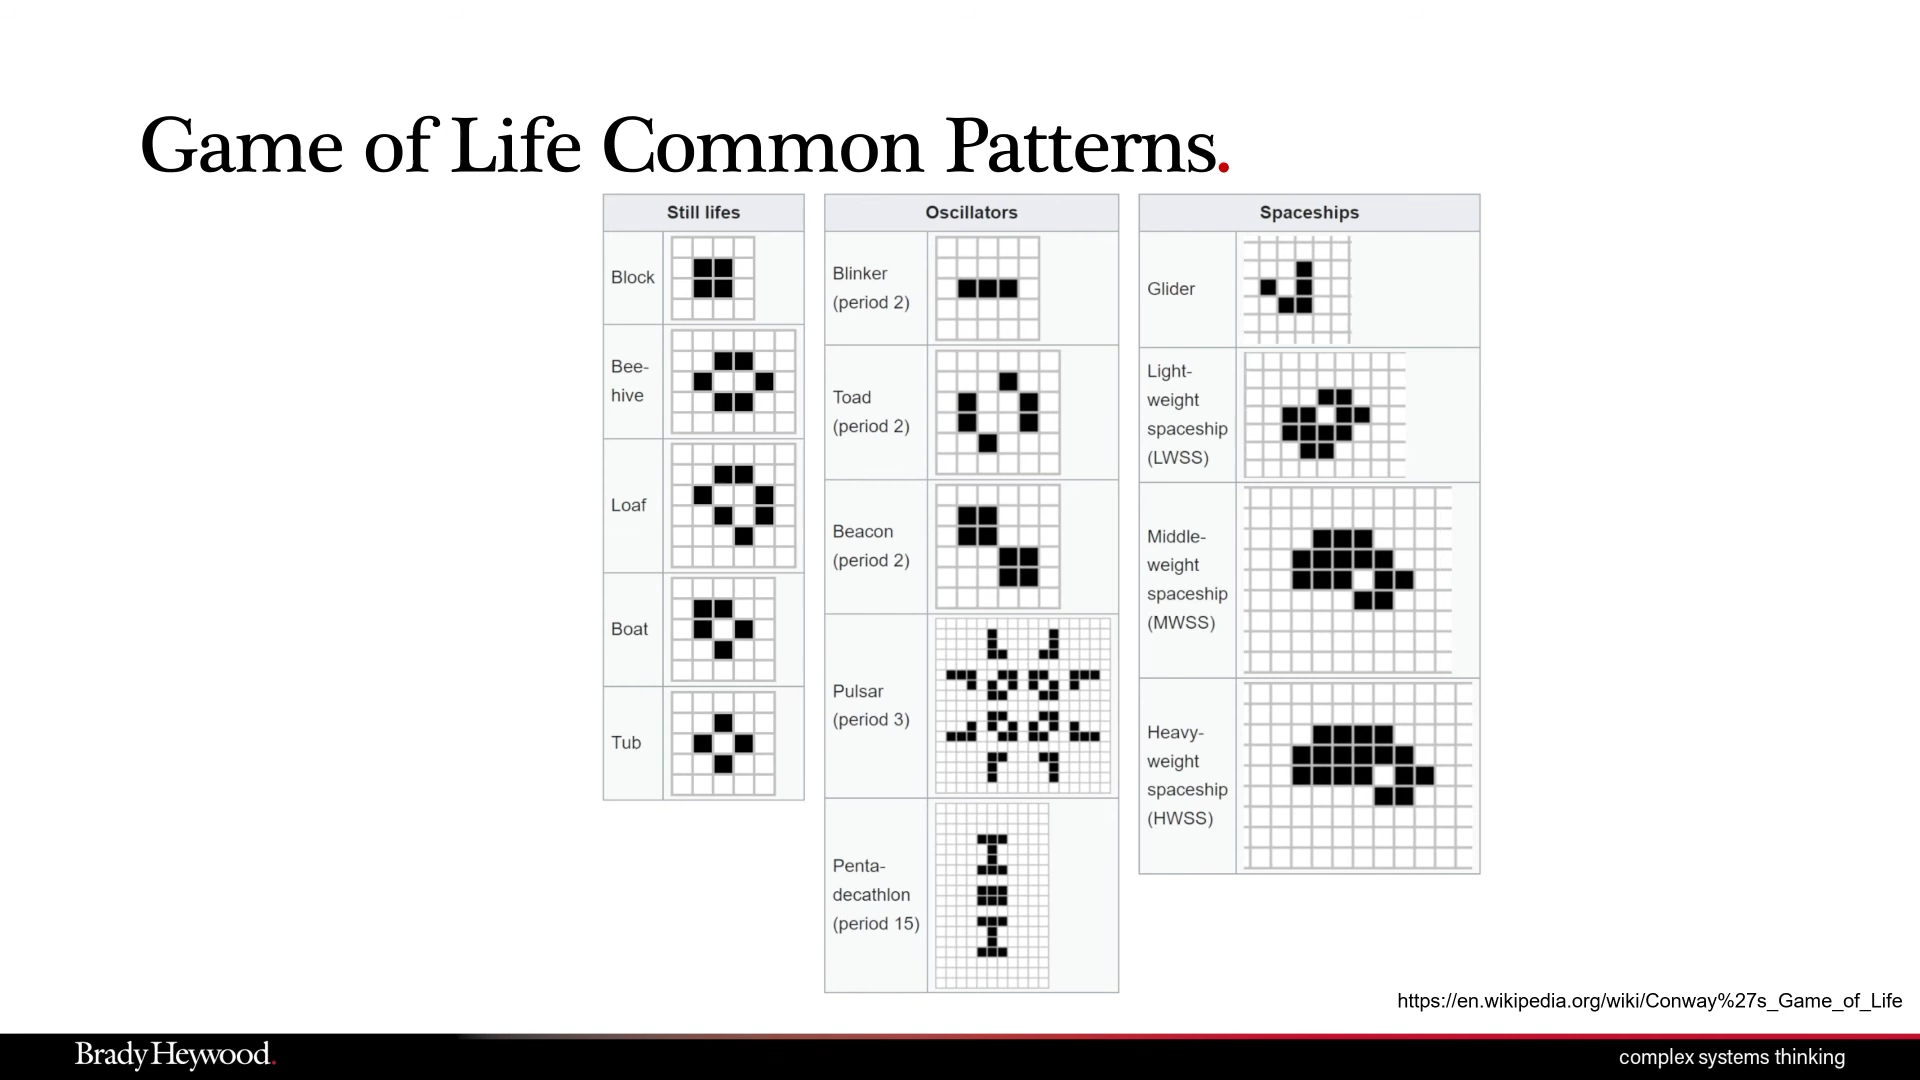 Game of Life Common Patterns.
Still lifes
Block
Bee-
hive
Loaf
Boat
Tub
Oscillators
Blinker
(period 2)
Toad
(period 2)
Beacon
(period 2)
Pulsar
(period 3)
Penta-
decathlon
(period 15)
Spaceships
Glider
Light-
weight
spaceship
(LWSS)
Middle-
weight
spaceship
(MWSS)
Heavy-
weight
spaceship
(HWSS)
https://en.wikipedia.org/wiki/Conway%27s_Game_of_Life
Brady Heywood.
complex systems thinking